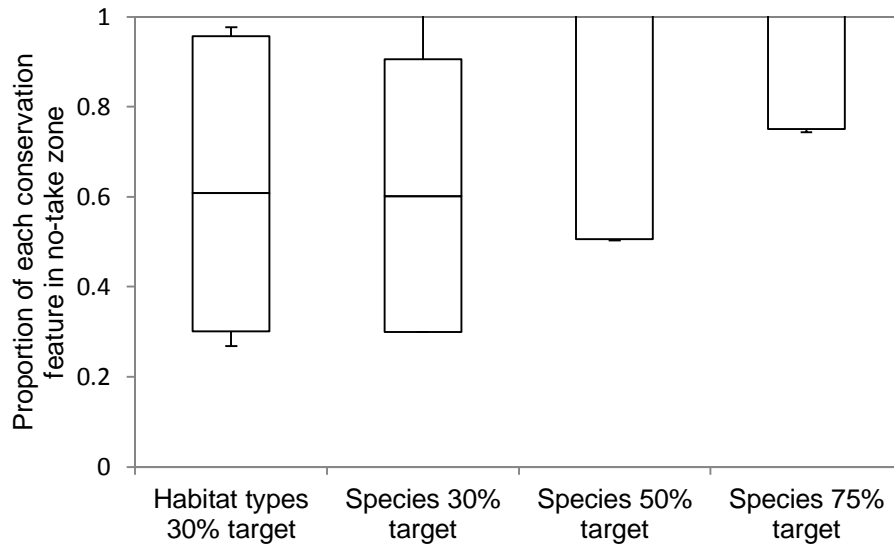 Proportion of each conservation
feature in no-take zone
1
0.8
0.6
0.4
0.2
0
Habitat types
30% target
Species 30%
target
Species 50%
target
Species 75%
target